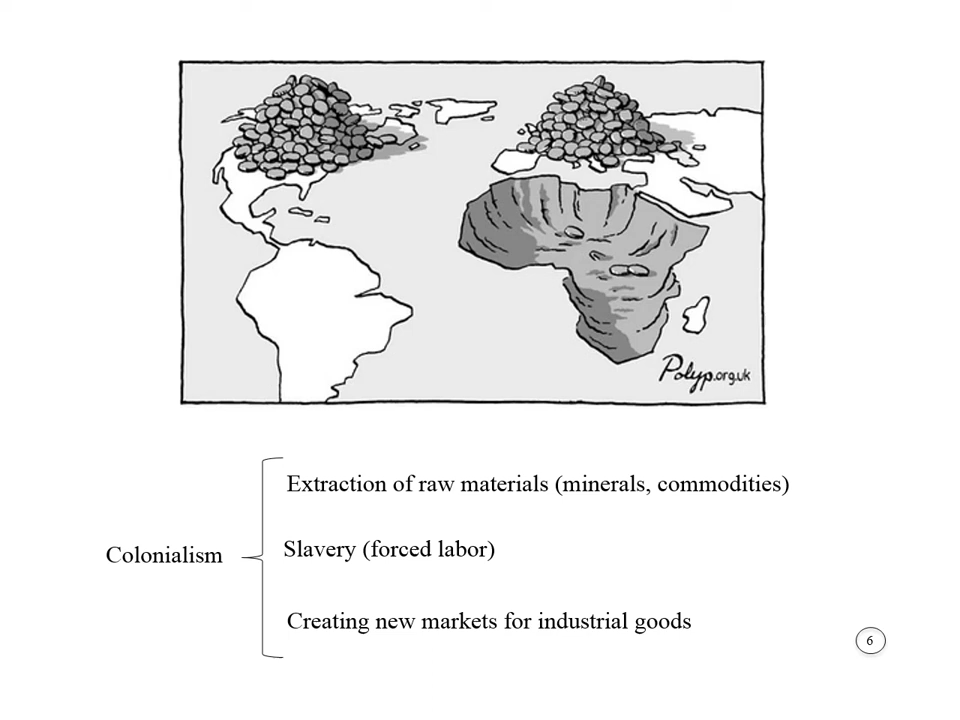 Polyp.org.uk
Extraction of raw materials (minerals, commodities)
Slavery (forced labor)
Colonialism
Creating new markets for industrial goods
6